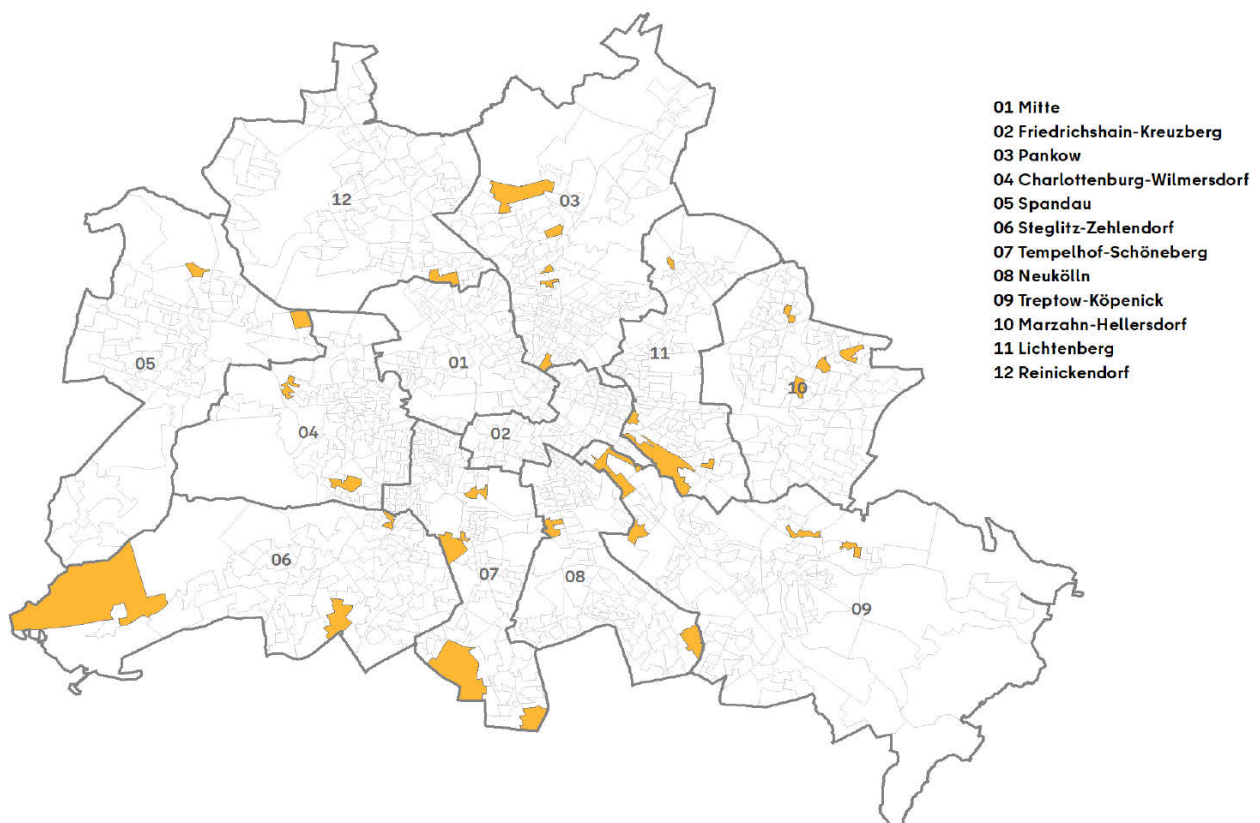 01 Mitte
02 Friedrichshain-Kreuzberg
03 Pankow
04 Charlottenburg-Wilmersdorf
05 Spandau
06 Steglitz-Zehlendorf
07 Tempelhof-Schöneberg
08 Neukölln
09 Treptow-Köpenick
10 Marzahn-Hellersdorf
11 Lichtenberg
12 Reinickendorf
12
03
05
01
11
10
04
02
06
07
08
09